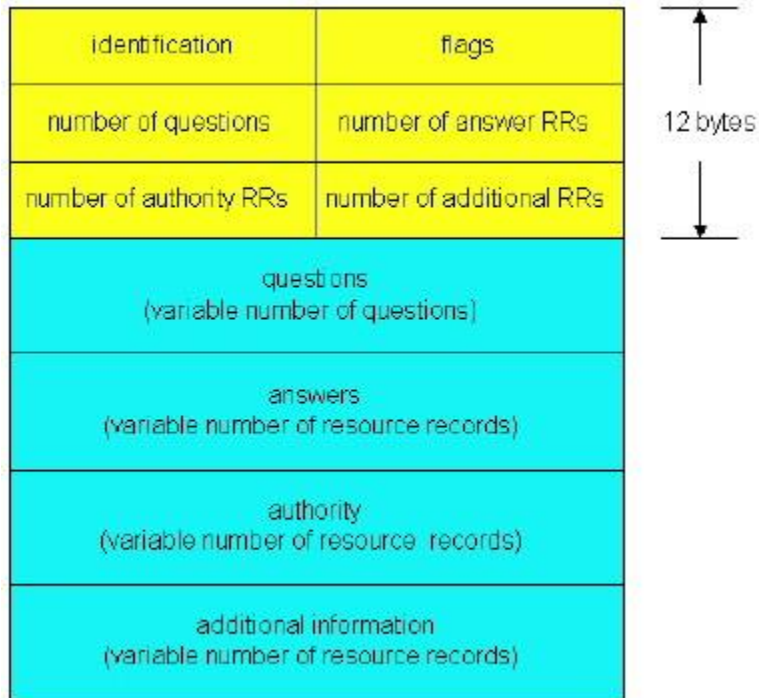 identification
flags
12 bytes
number of questions
number of answer RRs
number of authority RRs
number of additional RRs
questions
(variable number of questions)
answers
(variable number of resource records)
authority
(variable number of resource records)
additional information
(variable number of resource records)